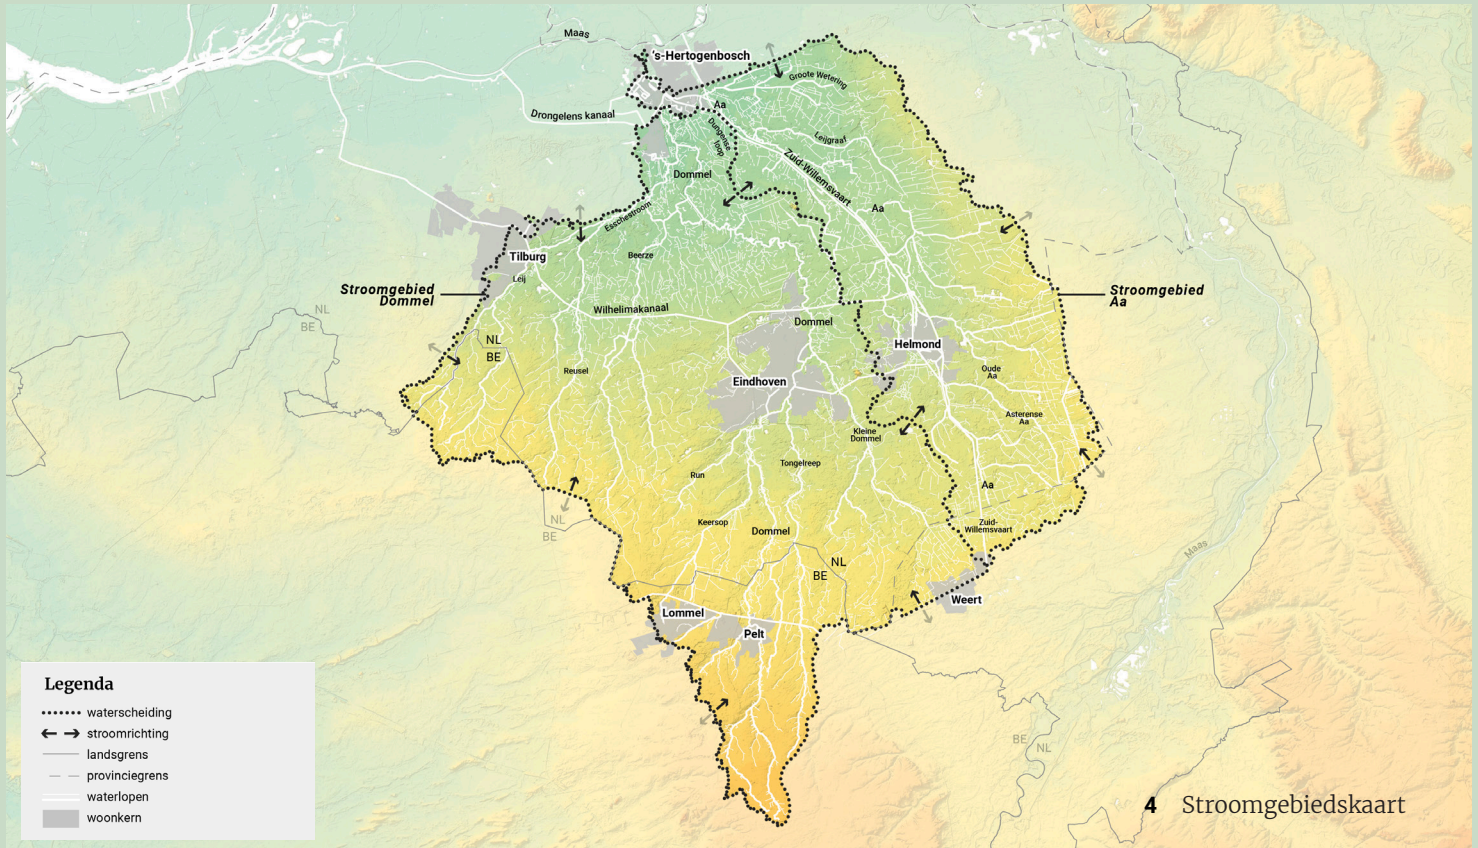 Maas
's-Hertogenbosch
Groote Wetering
Aa
Drongelens kanaal
Dungense
loop
Leijgraaf
Zuid-Willemsvaart
Dommel
Aa
Esschestroom
Tilburg
Beerze
Leij
Stroomgebied
Dommel
Stroomgebied
Aa
Wilhelimakanaal
NL
BE
Dommel
NL
BE
Helmond
Reusel
Oude
Aa
Eindhoven
Asterense
Aa
Kleine
Dommel
Tongelreep
Run
Aa
NL
BE
Keersop
Dommel
Zuid-
Willemsvaart
Maas
NL
BE
Weert
Lommel
Pelt
BE
NL
Legenda
waterscheiding
stroomrichting
landsgrens
provinciegrens
waterlopen
woonkern
4 Stroomgebiedskaart